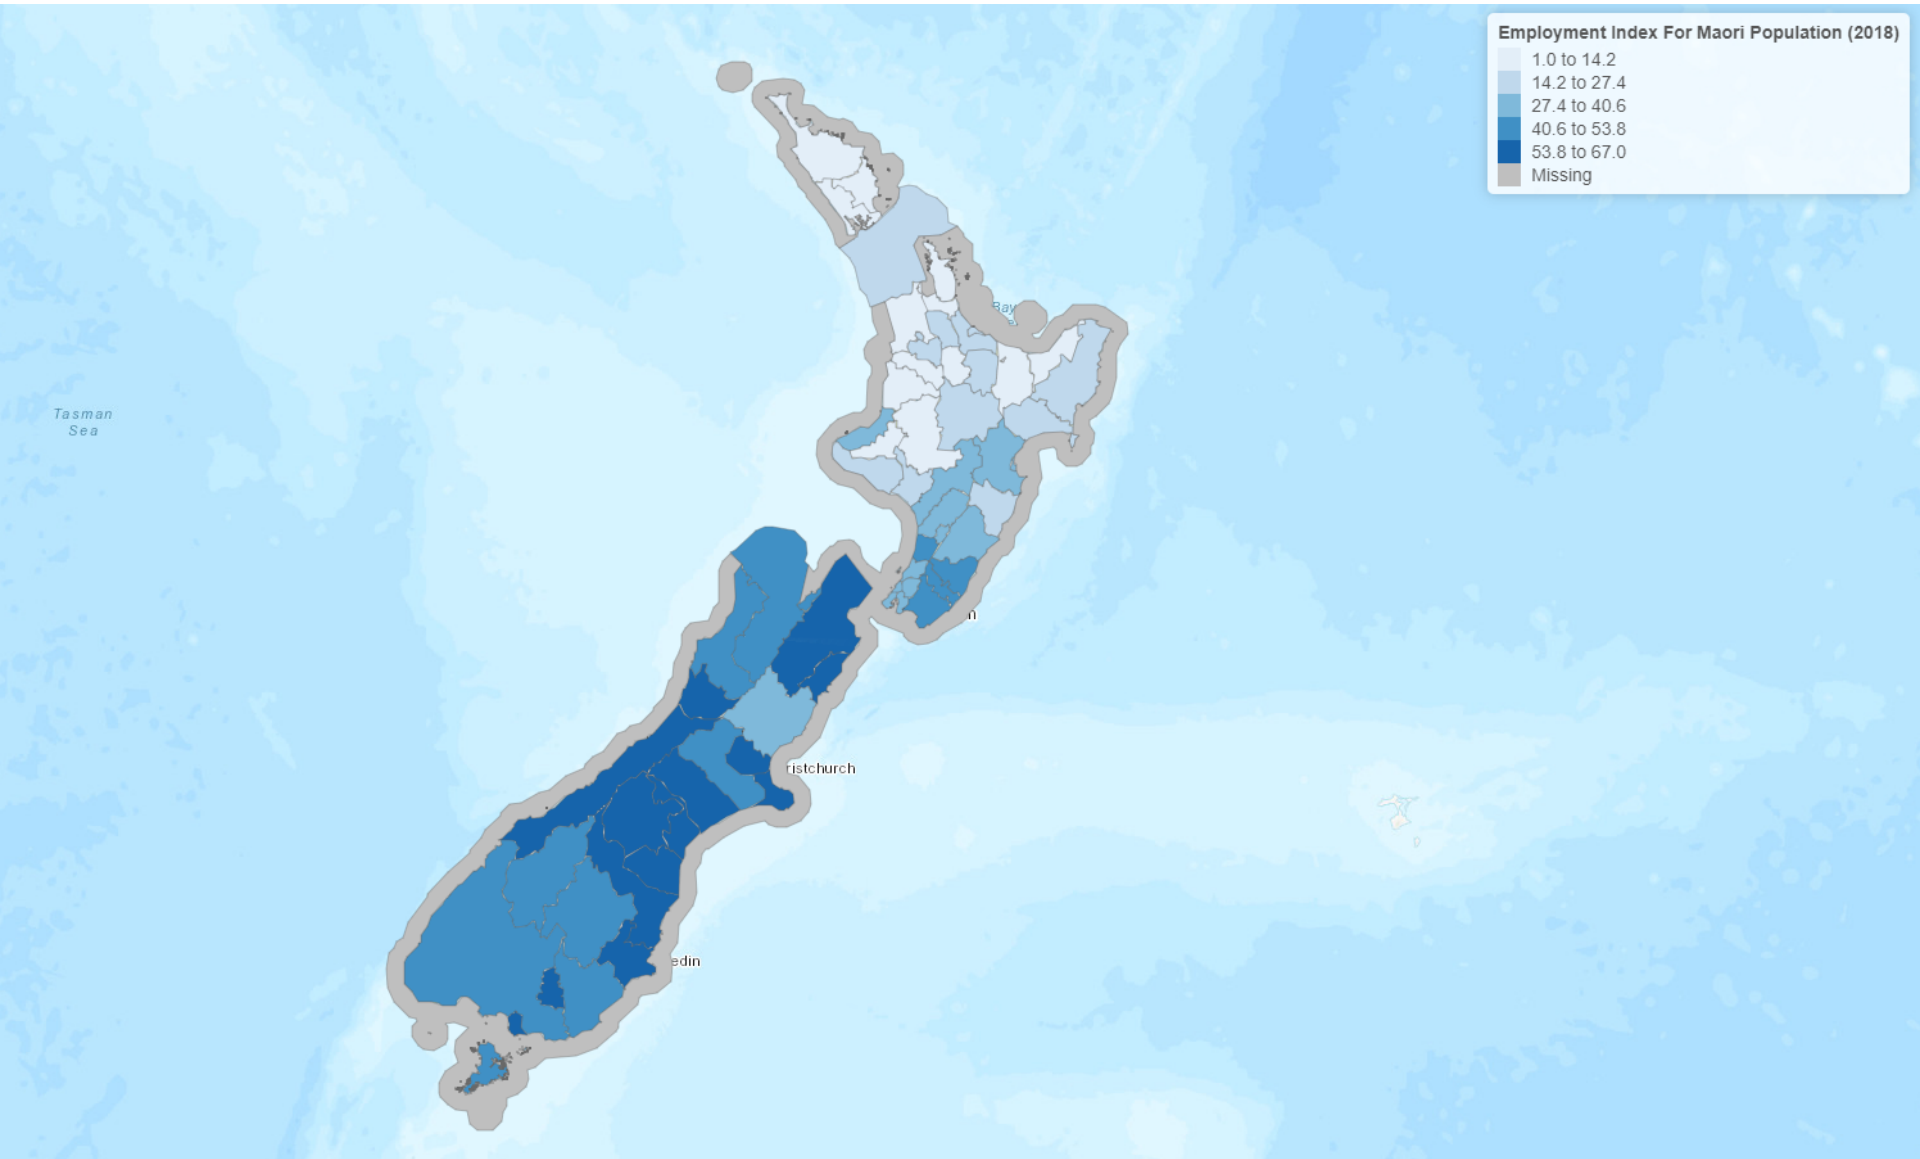 Employment Index For Maori Population (2018)
1.0 to 14.2
14.2 to 27.4
27.4 to 40.6
40.6 to 53.8
53.8 to 67.0
Missing
Bay
Tasman
Sea
n
ristchurch
edin